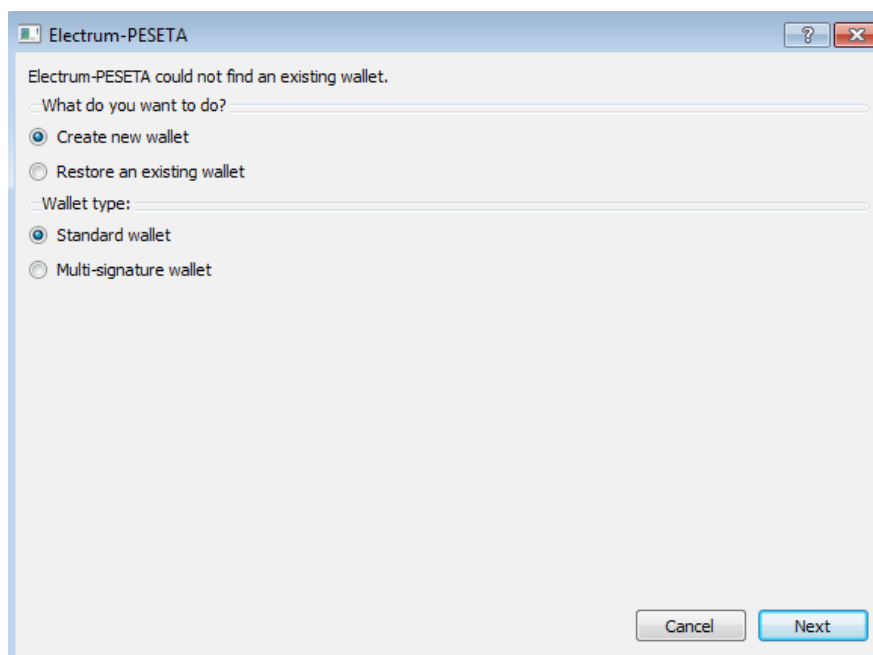 Electrum-PESETA
Electrum-PESETA could not find an existing wallet.
What do you want to do?
Create new wallet
Restore an existing wallet
Wallet type:
Standard wallet
Multi-signature wallet
Cancel Next